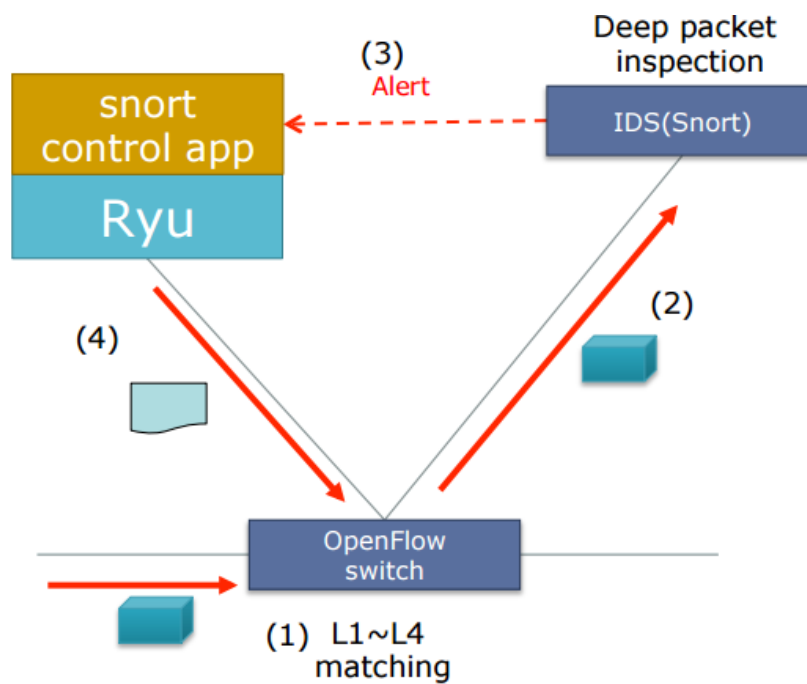 Deep packet
inspection
(3)
Alert
snort
control app
IDS(Snort)
Ryu
(2)
(4)
OpenFlow
switch
(1) L1~L4
matching